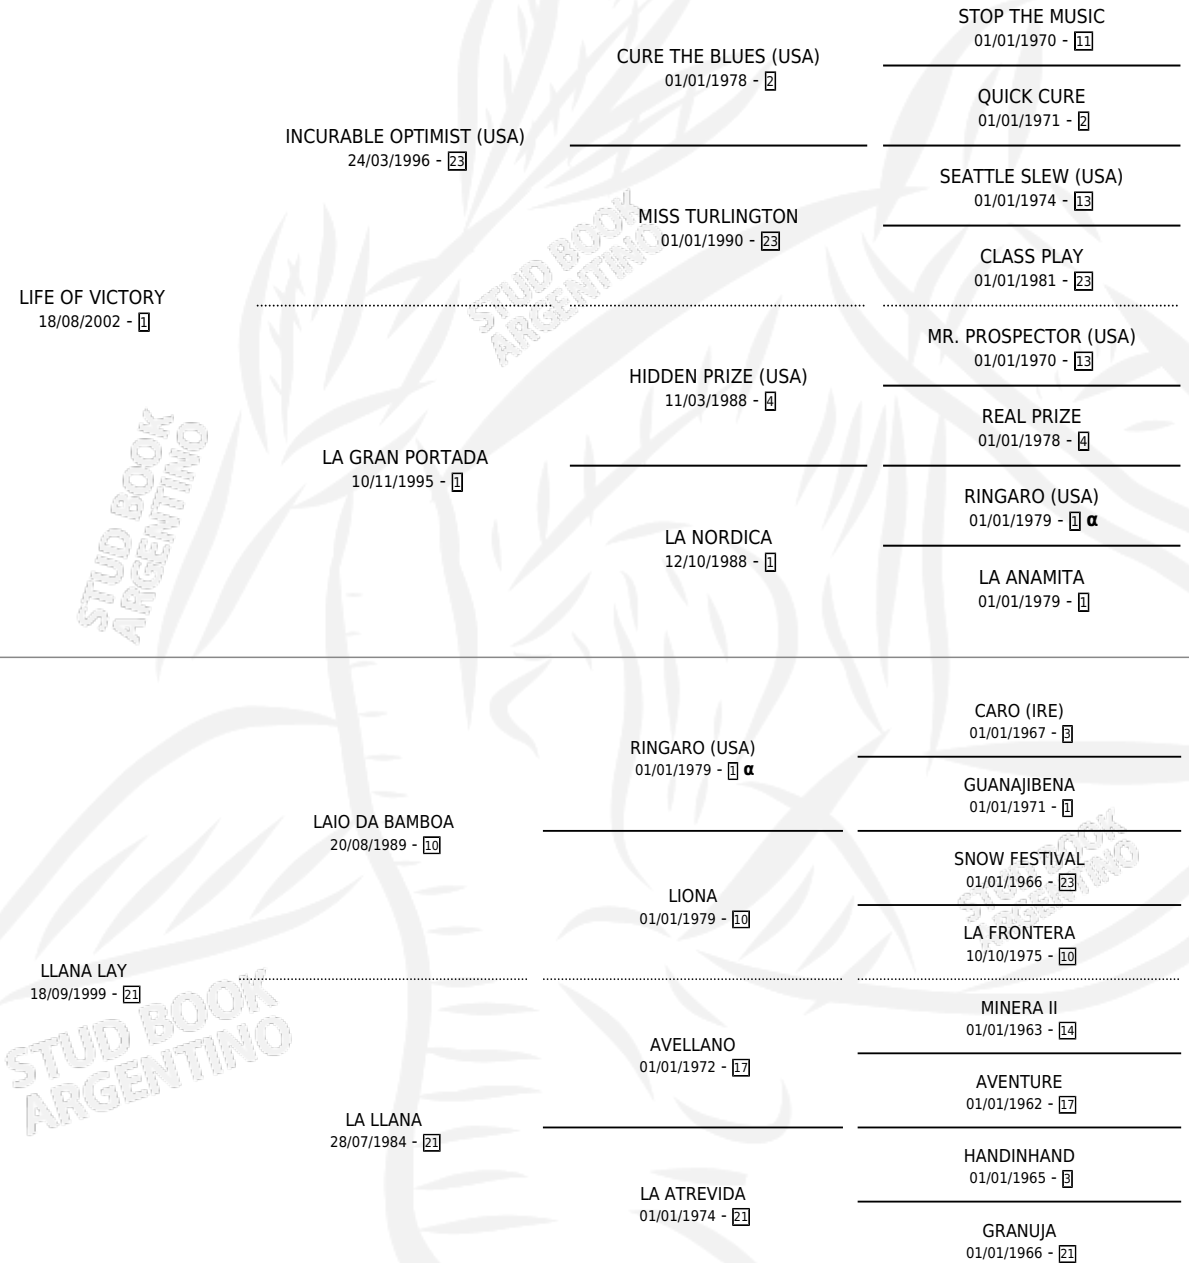 STOP THE MUSIC
01/01/1970 - 11
CURE THE BLUES (USA)
01/01/1978 - 2
QUICK CURE
01/01/1971 - 2
INCURABLE OPTIMIST (USA)
24/03/1996 - 23
SEATTLE SLEW (USA)
01/01/1974 - 13
MISS TURLINGTON
01/01/1990 - 23
CLASS PLAY
01/01/1981 - 23
STUD BOOK
ARGENTINO
LIFE OF VICTORY
18/08/2002 - 1
MR. PROSPECTOR (USA)
01/01/1970 - 13
HIDDEN PRIZE (USA)
11/03/1988 - 4
REAL PRIZE
01/01/1978 - 4
LA GRAN PORTADA
10/11/1995 - 1
RINGARO (USA)
01/01/1979 - 1 α
LA NORDICA
12/10/1988 - 1
LA ANAMITA
01/01/1979 - 1
STUD BOOK
ARGENTINO
CARO (IRE)
01/01/1967 - 3
RINGARO (USA)
01/01/1979 - 1 α
GUANAJIBENA
01/01/1971 - 1
LAIO DA BAMBOA
20/08/1989 - 10
SNOW FESTIVAL
01/01/1966 - 23
LIONA
01/01/1979 - 10
LA FRONTERA
10/10/1975 - 10
STUD BOOK
ARGENTINO
LLANA LAY
18/09/1999 - 21
MINERA II
01/01/1963 - 14
AVELLANO
01/01/1972 - 17
AVENTURE
01/01/1962 - 17
STUD BOOK
ARGENTINO
LA LLANA
28/07/1984 - 21
HANDINHAND
01/01/1965 - 3
LA ATREVIDA
01/01/1974 - 21
GRANUJA
01/01/1966 - 21